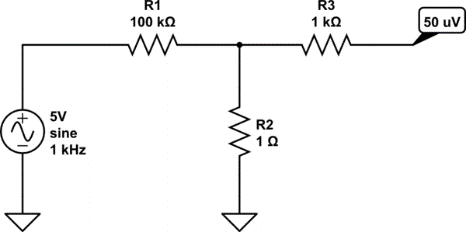 R1
100 kΩ
R3
1 kΩ
50 uV
5V
sine
1 kHz
R2
1 Ω